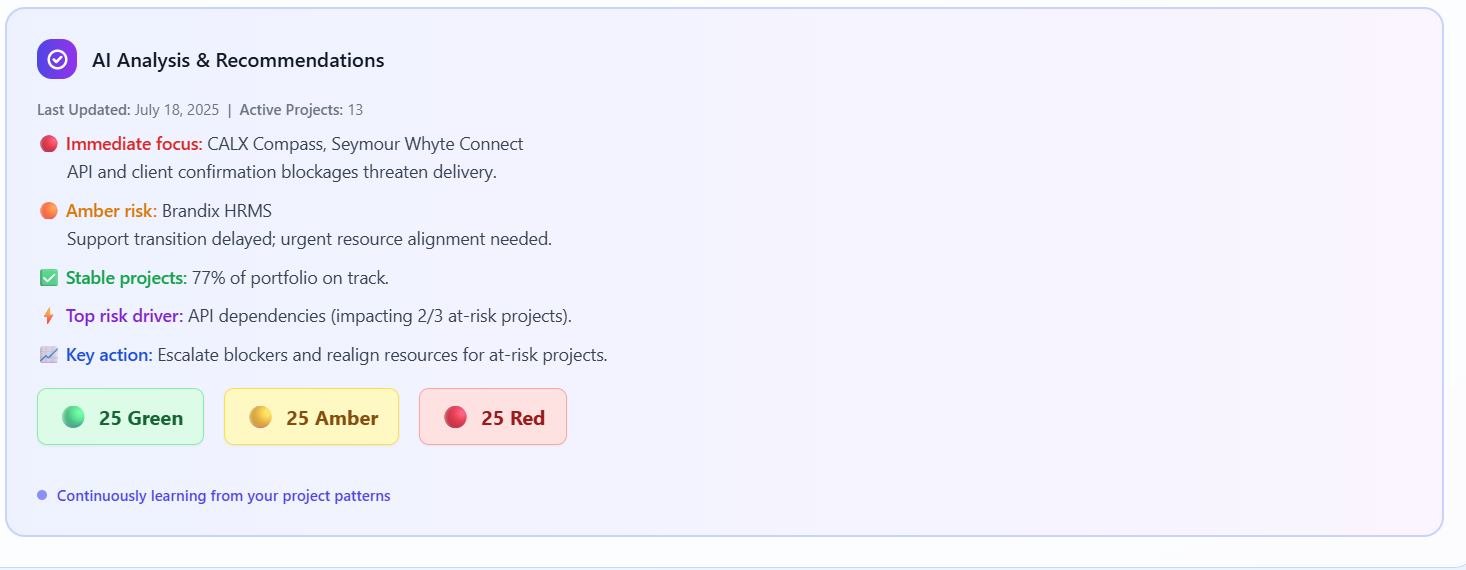 AI Analysis & Recommendations
Last Updated: July 18, 2025 | Active Projects: 13
Immediate focus: CALX Compass, Seymour Whyte Connect
API and client confirmation blockages threaten delivery.
Amber risk: Brandix HRMS
Support transition delayed; urgent resource alignment needed.
Stable projects: 77% of portfolio on track.
Top risk driver: API dependencies (impacting 2/3 at-risk projects).
Key action: Escalate blockers and realign resources for at-risk projects.
25 Green 25 Amber 25 Red
Continuously learning from your project patterns